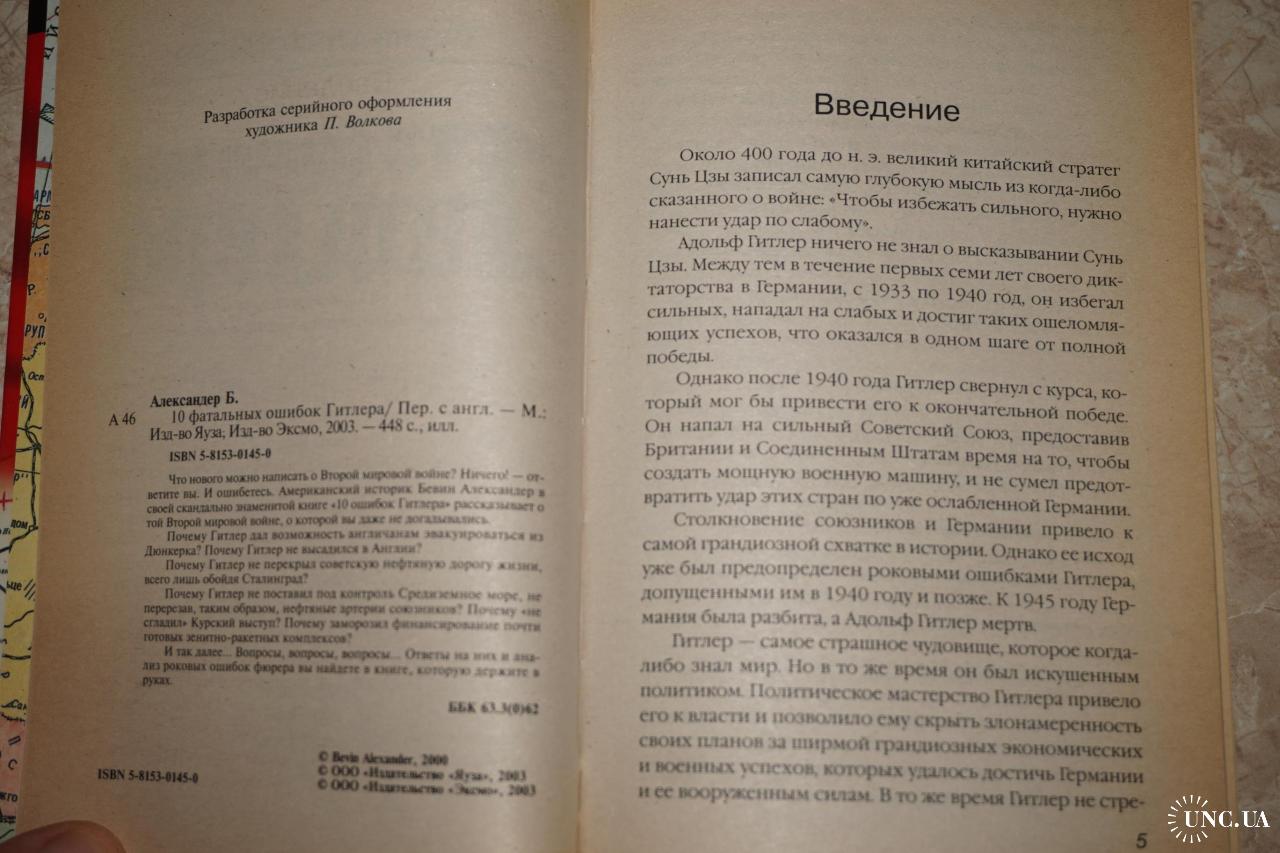 Разработка серийного оформления
художника П. Волкова
Александер Б.
А 46
10 фатальных ошибок Гитлера/ Пер. с англ. — М.:
Изд-во Яуза; Изд-во Эксмо, 2003. — 448 с., илл.
ISBN 5-8153-0145-0
Что нового можно написать о Второй мировой войне? Ничего! — от-
ветите вы. И ошибетесь. Американский историк Бевин Александер в
своей скандально знаменитой книге «10 ошибок Гитлера» рассказывает о
той Второй мировой войне, о которой вы даже не догадывались.
Почему Гитлер дал возможность англичанам эвакуироваться из
Дюнкерка? Почему Гитлер не высадился в Англии?
Почему Гитлер не перекрыл советскую нефтяную дорогу жизни,
всего лишь обойдя Сталинград?
Почему Гитлер не поставил под контроль Средиземное море, не
перерезав, таким образом, нефтяные артерии союзников? Почему «не
сгладил» Курский выступ? Почему заморозил финансирование почти
готовых зенитно-ракетных комплексов?
И так далее... Вопросы, вопросы, вопросы... Ответы на них и ана-
лиз роковых ошибок фюрера вы найдете в книге, которую держите в
руках.
ББК 63.3(0)62
ISBN 5-8153-0145-0
© Bevin Alexander, 2000
© ООО «Издательство «Яуза», 2003
© ООО «Издательство «Эксмо», 2003
Введение
Около 400 года до н. э. великий китайский стратег
Сунь Цзы записал самую глубокую мысль из когда-либо
сказанного о войне: «Чтобы избежать сильного, нужно
нанести удар по слабому».
Адольф Гитлер ничего не знал о высказывании Сунь
Цзы. Между тем в течение первых семи лет своего дик-
таторства в Германии, с 1933 по 1940 год, он избегал
сильных, нападал на слабых и достиг таких ошеломля-
ющих успехов, что оказался в одном шаге от полной
победы.
Однако после 1940 года Гитлер свернул с курса, ко-
торый мог бы привести его к окончательной победе.
Он напал на сильный Советский Союз, предоставив
Британии и Соединенным Штатам время на то, чтобы
создать мощную военную машину, и не сумел предот-
вратить удар этих стран по уже ослабленной Германии.
Столкновение союзников и Германии привело к
самой грандиозной схватке в истории. Однако ее исход
уже был предопределен роковыми ошибками Гитлера,
допущенными им в 1940 году и позже. К 1945 году Гер-
мания была разбита, а Адольф Гитлер мертв.
Гитлер — самое страшное чудовище, которое когда-
либо знал мир. Но в то же время он был искушенным
политиком. Политическое мастерство Гитлера привело
его к власти и позволило ему скрыть злонамеренность
своих планов за ширмой грандиозных экономических
и военных успехов, которых удалось достичь Германии
и ее вооруженным силам. В то же время Гитлер не стре-
5
UNC.UA